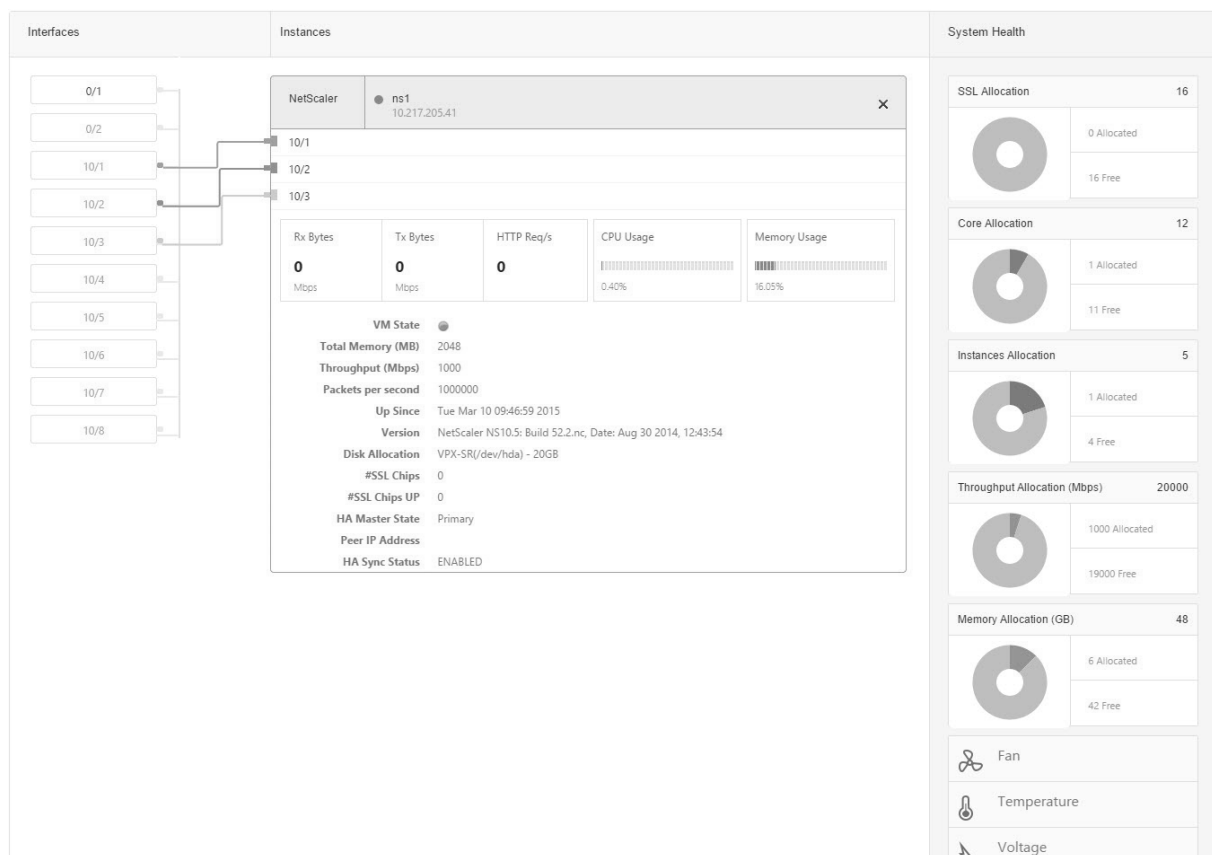 Interfaces
Instances
System Health
0/1
0/2
10/1
10/2
10/3
10/4
10/5
10/6
10/7
10/8
NetScaler
ns1
10.217.205.41
10/1
10/2
10/3
Rx Bytes
0
Mbps
Tx Bytes
0
Mbps
HTTP Req/s
0
CPU Usage
0.40%
Memory Usage
16.05%
VM State
Total Memory (MB) 2048
Throughput (Mbps) 1000
Packets per second 1000000
Up Since Tue Mar 10 09:46:59 2015
Version NetScaler NS10.5: Build 52.2.nc, Date: Aug 30 2014, 12:43:54
Disk Allocation VPX-SR(/dev/hda) - 20GB
#SSL Chips 0
#SSL Chips UP 0
HA Master State Primary
Peer IP Address
HA Sync Status ENABLED
SSL Allocation 16
0 Allocated
16 Free
Core Allocation 12
1 Allocated
11 Free
Instances Allocation 5
1 Allocated
4 Free
Throughput Allocation (Mbps) 20000
1000 Allocated
19000 Free
Memory Allocation (GB) 48
6 Allocated
42 Free
Fan
Temperature
Voltage